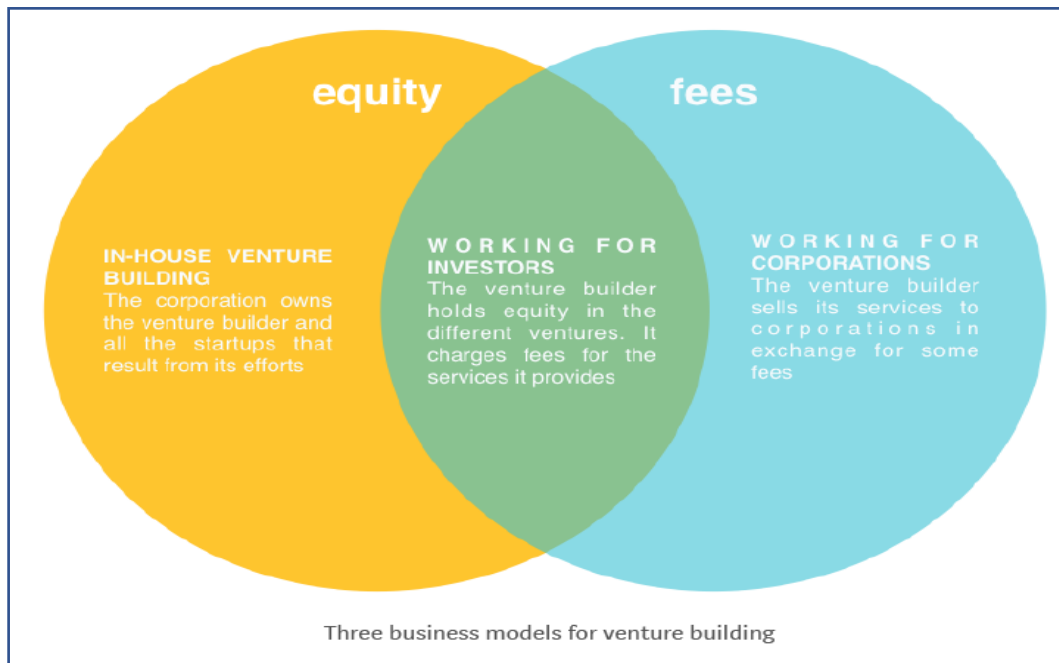 equity
fees
IN-HOUSE VENTURE
BUILDING
The corporation owns
the venture builder and
all the startups that
result from its efforts
WORKING FOR
INVESTORS
The venture builder
holds equity in the
different ventures. It
charges fees for the
services it provides
WORKING FOR
CORPORATIONS
The venture builder
sells its services to
corporations in
exchange for some
fees
Three business models for venture building